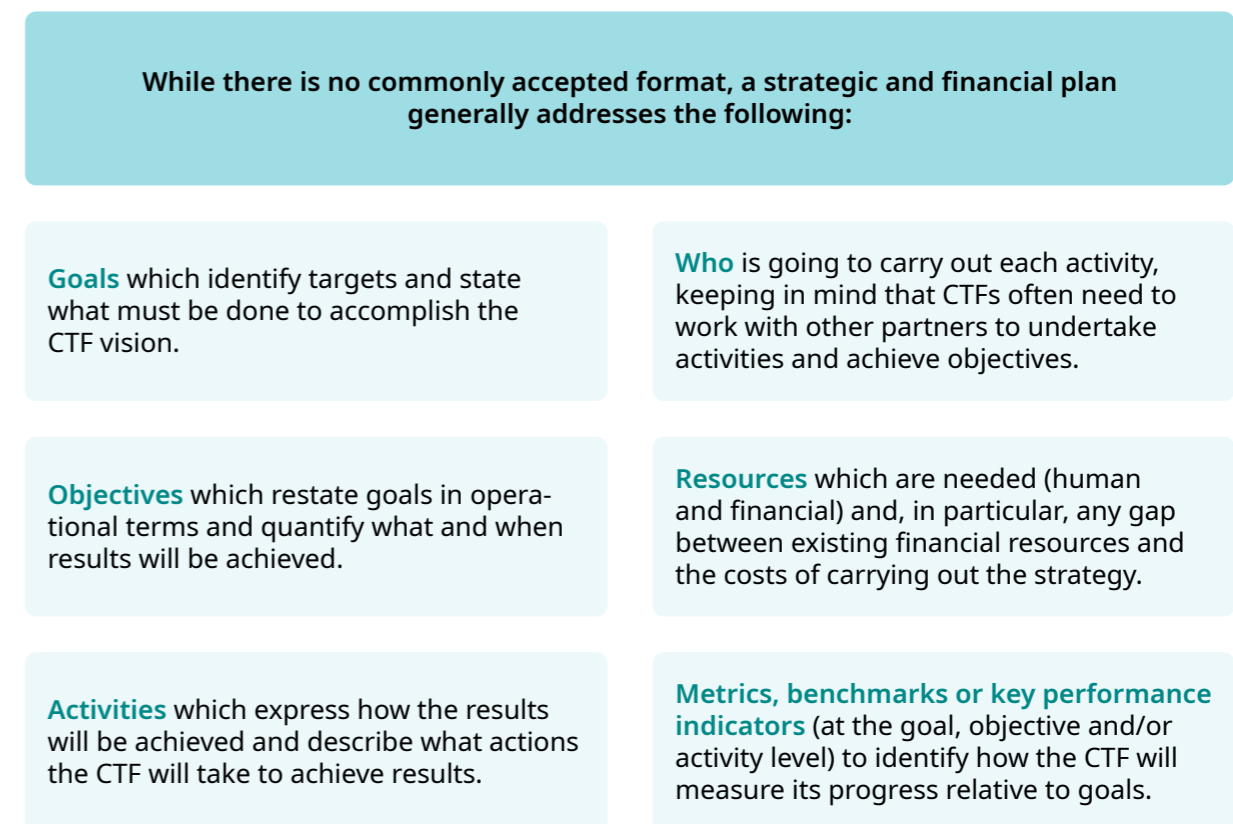 While there is no commonly accepted format, a strategic and financial plan
generally addresses the following:
Goals which identify targets and state
what must be done to accomplish the
CTF vision.
Who is going to carry out each activity,
keeping in mind that CTFs often need to
work with other partners to undertake
activities and achieve objectives.
Objectives which restate goals in opera-
tional terms and quantify what and when
results will be achieved.
Resources which are needed (human
and financial) and, in particular, any gap
between existing financial resources and
the costs of carrying out the strategy.
Activities which express how the results
will be achieved and describe what actions
the CTF will take to achieve results.
Metrics, benchmarks or key performance
indicators (at the goal, objective and/or
activity level) to identify how the CTF will
measure its progress relative to goals.